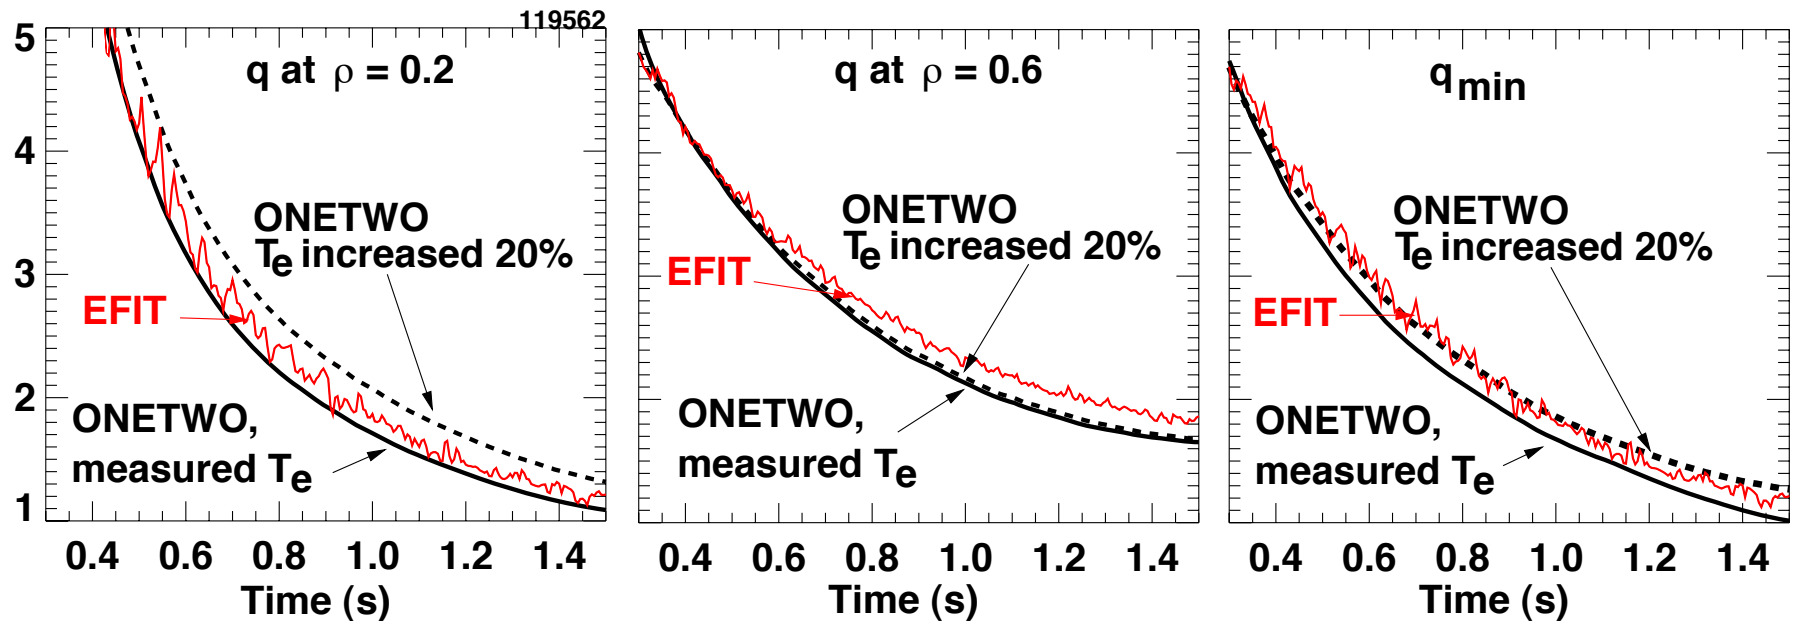 119562
5
4
3
2
1
q at ρ = 0.2
ONETWO
Te increased 20%
EFIT
ONETWO,
measured Te
0.4 0.6 0.8 1.0 1.2 1.4
Time (s)
q at ρ = 0.6
ONETWO
Te increased 20%
EFIT
ONETWO,
measured Te
0.4 0.6 0.8 1.0 1.2 1.4
Time (s)
qmin
ONETWO
Te increased 20%
EFIT
ONETWO,
measured Te
0.4 0.6 0.8 1.0 1.2 1.4
Time (s)